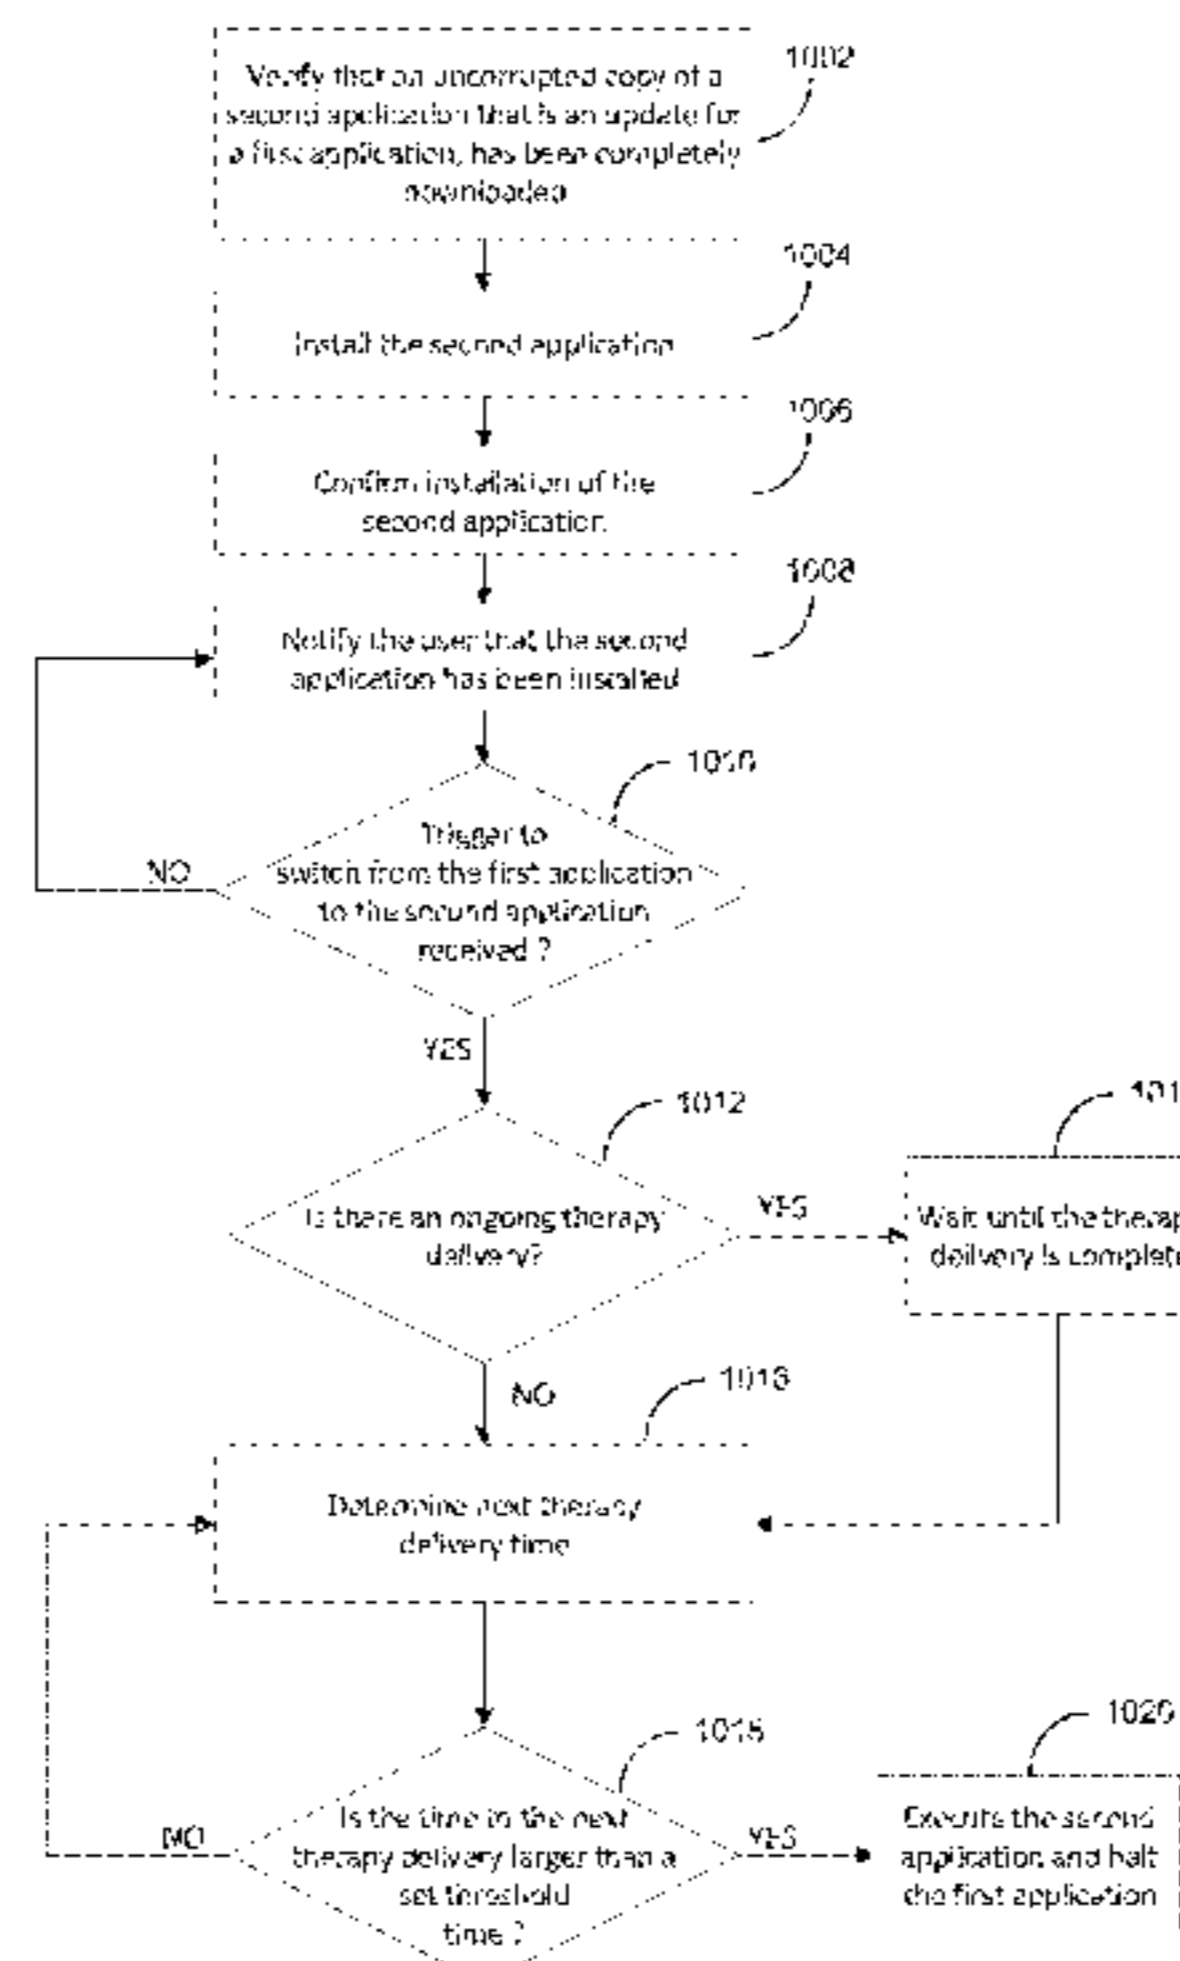 1002
Verify that an uncorrupted copy of a
second application that is an update for
a first application, has been completely
downloaded
1004
Install the second application
1006
Confirm installation of the
second application.
1008
Notify the user that the second
application has been installed
1010
Trigger to
switch from the first application
NO
to the second application
received ?
YES
1012
Is there an ongoing therapy
delivery?
YES
Wait until the
delivery is
NO
Determine next therapy
delivery time
Is the time to the next
therapy delivery larger than a
set threshold
time ?
NO
YES
1020
Execute the second
application and halt
the first application